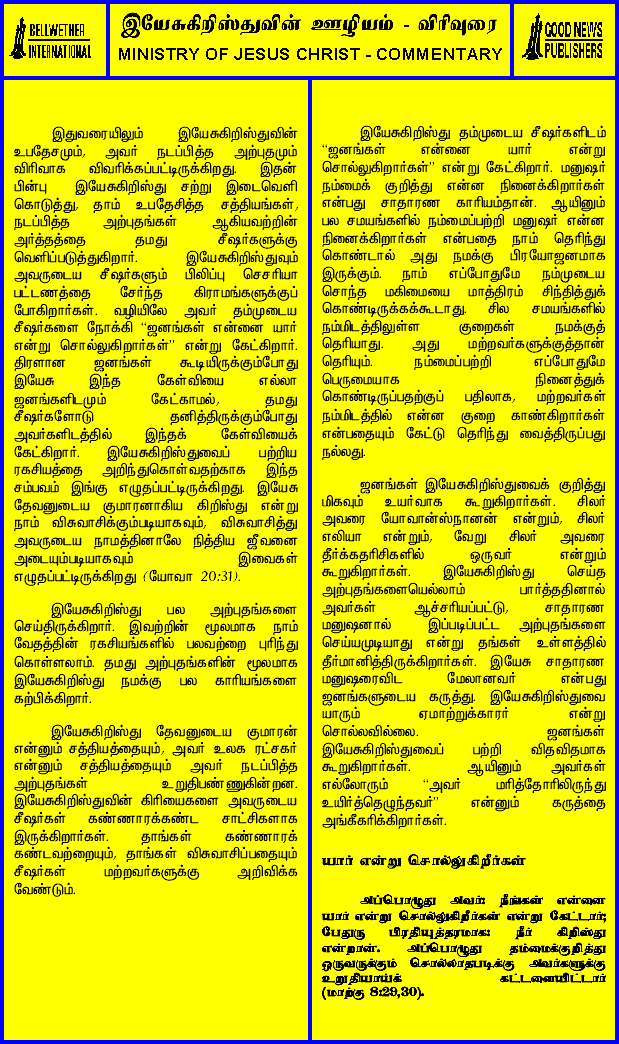 BELLWETHER
INTERNATIONAL
இயேசுகிறிஸ்துவின் ஊழியம் - விரிவுரை
MINISTRY OF JESUS CHRIST - COMMENTARY
GOOD NEWS
PUBLISHERS
இதுவரையிலும் இயேசுகிறிஸ்துவின்
உபதேசமும், அவர் நடப்பித்த அற்புதமும்
விரிவாக விவரிக்கப்பட்டிருக்கிறது. இதன்
பின்பு இயேசுகிறிஸ்து சற்று இடைவெளி
கொடுத்து, தாம் உபதேசித்த சத்தியங்கள்,
நடப்பித்த அற்புதங்கள் ஆகியவற்றின்
அர்த்தத்தை தமது சீஷர்களுக்கு
வெளிப்படுத்துகிறார். இயேசுகிறிஸ்துவும்
அவருடைய சீஷர்களும் பிலிப்பு செசரியா
பட்டணத்தை சேர்ந்த கிராமங்களுக்குப்
போகிறார்கள். வழியிலே அவர் தம்முடைய
சீஷர்களை நோக்கி “ஜனங்கள் என்னை யார்
என்று சொல்லுகிறார்கள்” என்று கேட்கிறார்.
திரளான ஜனங்கள் கூடியிருக்கும்போது
இயேசு இந்த கேள்வியை எல்லா
ஜனங்களிடமும் கேட்காமல், தமது
சீஷர்களோடு தனித்திருக்கும்போது
அவர்களிடத்தில் இந்தக் கேள்வியைக்
கேட்கிறார். இயேசுகிறிஸ்துவைப் பற்றிய
ரகசியத்தை அறிந்துகொள்வதற்காக இந்த
சம்பவம் இங்கு எழுதப்பட்டிருக்கிறது. இயேசு
தேவனுடைய குமாரனாகிய கிறிஸ்து என்று
நாம் விசுவாசிக்கும்படியாகவும், விசுவாசித்து
அவருடைய நாமத்தினாலே நித்திய ஜீவனை
அடையும்படியாகவும் இவைகள்
எழுதப்பட்டிருக்கிறது (யோவா 20:31).
இயேசுகிறிஸ்து பல அற்புதங்களை
செய்திருக்கிறார். இவற்றின் மூலமாக நாம்
வேதத்தின் ரகசியங்களில் பலவற்றை புரிந்து
கொள்ளலாம். தமது அற்புதங்களின் மூலமாக
இயேசுகிறிஸ்து நமக்கு பல காரியங்களை
கற்பிக்கிறார்.
இயேசுகிறிஸ்து தேவனுடைய குமாரன்
என்னும் சத்தியத்தையும், அவர் உலக ரட்சகர்
என்னும் சத்தியத்தையும் அவர் நடப்பித்த
அற்புதங்கள் உறுதிபண்ணுகின்றன.
இயேசுகிறிஸ்துவின் கிரியைகளை அவருடைய
சீஷர்கள் கண்ணாரக்கண்ட சாட்சிகளாக
இருக்கிறார்கள். தாங்கள் கண்ணாரக்
கண்டவற்றையும், தாங்கள் விசுவாசிப்பதையும்
சீஷர்கள் மற்றவர்களுக்கு அறிவிக்க
வேண்டும்.
இயேசுகிறிஸ்து தம்முடைய சீஷர்களிடம்
“ஜனங்கள் என்னை யார் என்று
சொல்லுகிறார்கள்” என்று கேட்கிறார். மனுஷர்
நம்மைக் குறித்து என்ன நினைக்கிறார்கள்
என்பது சாதாரண காரியம்தான். ஆயினும்
பல சமயங்களில் நம்மைப்பற்றி மனுஷர் என்ன
நினைக்கிறார்கள் என்பதை நாம் தெரிந்து
கொண்டால் அது நமக்கு பிரயோஜனமாக
இருக்கும். நாம் எப்போதுமே நம்முடைய
சொந்த மகிமையை மாத்திரம் சிந்தித்துக்
கொண்டிருக்கக்கூடாது. சில சமயங்களில்
நம்மிடத்திலுள்ள குறைகள் நமக்குத்
தெரியாது. அது மற்றவர்களுக்குத்தான்
தெரியும். நம்மைப்பற்றி எப்போதுமே
பெருமையாக நினைத்துக்
கொண்டிருப்பதற்குப் பதிலாக, மற்றவர்கள்
நம்மிடத்தில் என்ன குறை காண்கிறார்கள்
என்பதையும் கேட்டு தெரிந்து வைத்திருப்பது
நல்லது.
ஜனங்கள் இயேசுகிறிஸ்துவைக் குறித்து
மிகவும் உயர்வாக கூறுகிறார்கள். சிலர்
அவரை யோவான்ஸ்நானன் என்றும், சிலர்
எலியா என்றும், வேறு சிலர் அவரை
தீர்க்கதரிசிகளில் ஒருவர் என்றும்
கூறுகிறார்கள். இயேசுகிறிஸ்து செய்த
அற்புதங்களையெல்லாம் பார்த்ததினால்
அவர்கள் ஆச்சரியப்பட்டு, சாதாரண
மனுஷனால் இப்படிப்பட்ட அற்புதங்களை
செய்யமுடியாது என்று தங்கள் உள்ளத்தில்
தீர்மானித்திருக்கிறார்கள். இயேசு சாதாரண
மனுஷரைவிட மேலானவர் என்பது
ஜனங்களுடைய கருத்து. இயேசுகிறிஸ்துவை
யாரும் ஏமாற்றுக்காரர் என்று
சொல்லவில்லை. ஜனங்கள்
இயேசுகிறிஸ்துவைப் பற்றி விதவிதமாக
கூறுகிறார்கள். ஆயினும் அவர்கள்
எல்லோரும் “அவர் மரித்தோரிலிருந்து
உயிர்த்தெழுந்தவர்” என்னும் கருத்தை
அங்கீகரிக்கிறார்கள்.
யார் என்று சொல்லுகிறீர்கள்
அப்பொழுது அவர்: நீங்கள் என்னை
யார் என்று சொல்லுகிறீர்கள் என்று கேட்டார்;
பேதுரு பிரதியுத்தரமாக: நீர் கிறிஸ்து
என்றான். அப்பொழுது தம்மைக்குறித்து
ஒருவருக்கும் சொல்லாதபடிக்கு அவர்களுக்கு
உறுதியாய்க் கட்டளையிட்டார்
(மாற்கு 8:29,30).